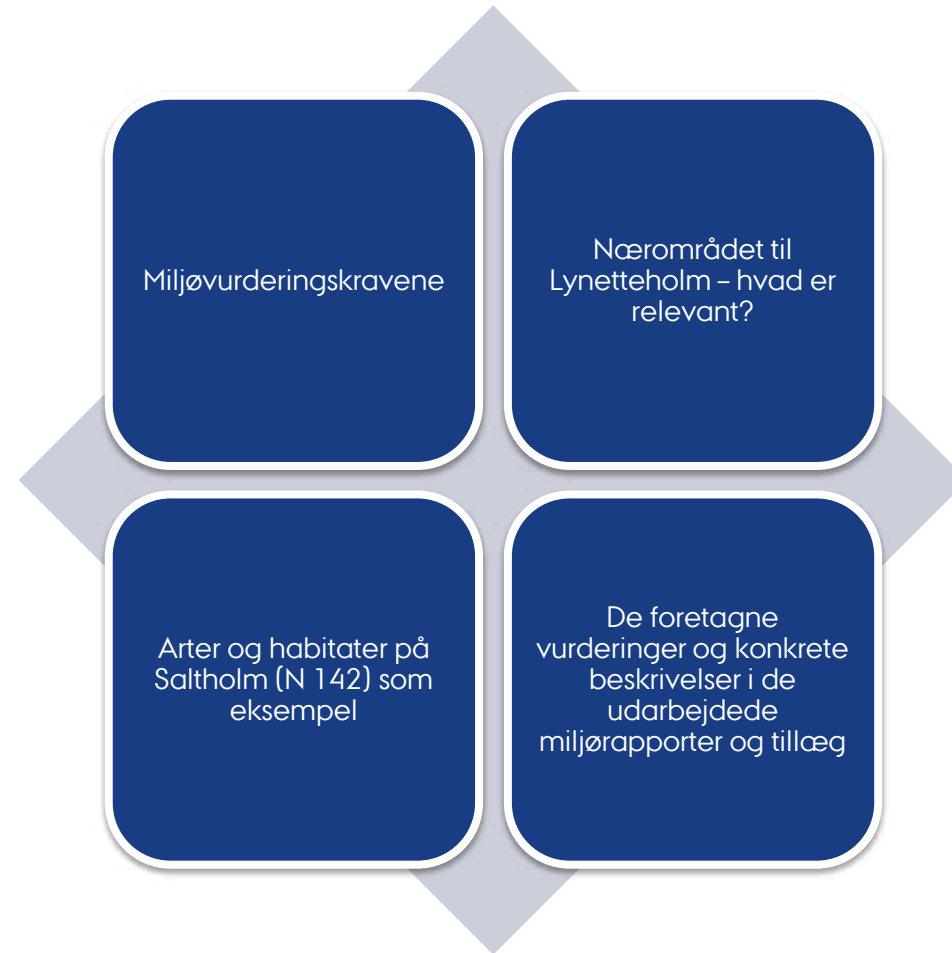 Miljøvurderingskravene
Nærområdet til
Lynetteholm – hvad er
relevant?
Arter og habitater på
Saltholm (N 142) som
eksempel
De foretagne
vurderinger og konkrete
beskrivelser i de
udarbejdede
miljørapporter og tillæg